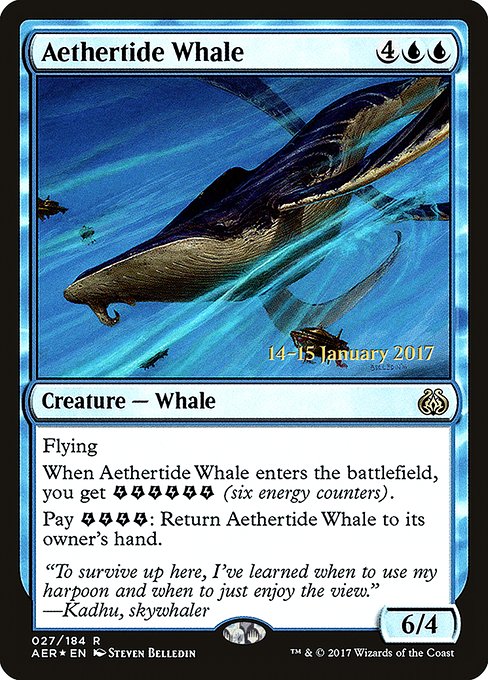 Aethertide Whale 4
14–15 January 2017
BELLEDIN
Creature — Whale
Flying
When Aethertide Whale enters the battlefield,
you get (six energy counters).
Pay : Return Aethertide Whale to its
owner's hand.
"To survive up here, I've learned when to use my
harpoon and when to just enjoy the view."
—Kadhu, skywhaler
6/4
027/184 R
AER★EN Steven Belledin
™ & © 2017 Wizards of the Coast